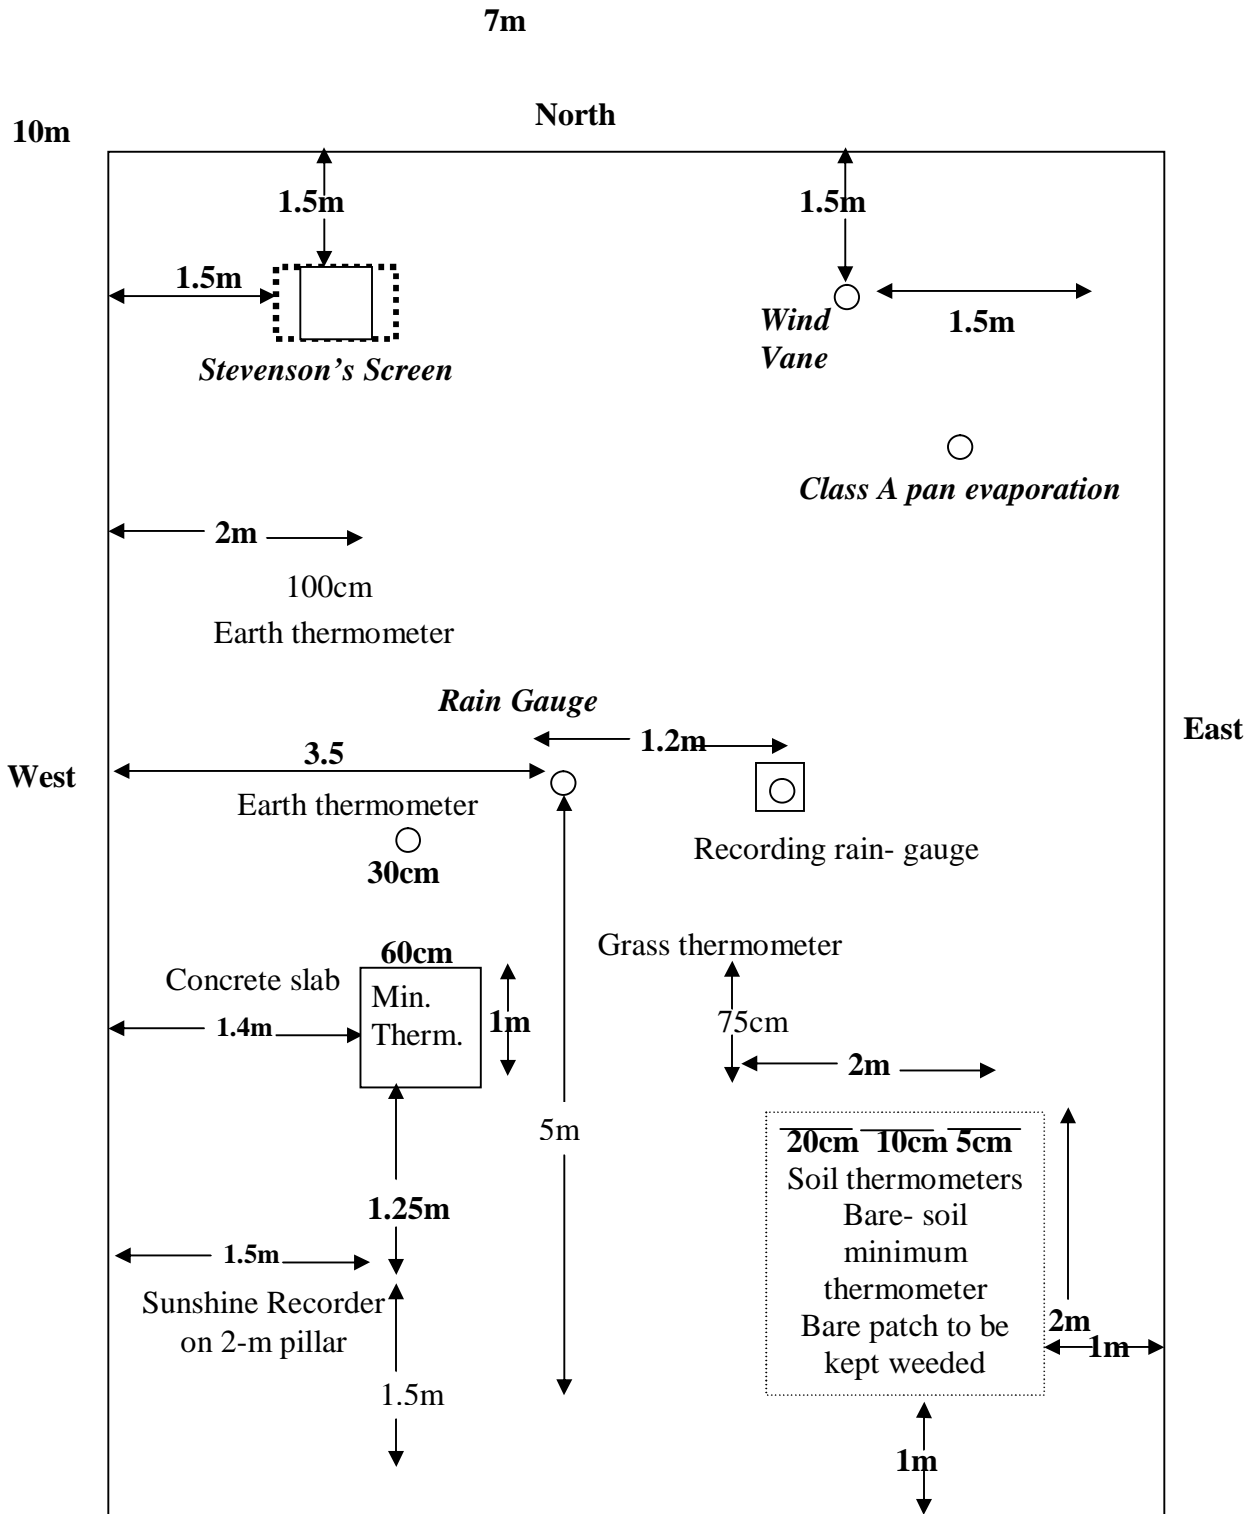 7m
North
10m
1.5m
1.5m
1.5m
Wind
Vane
1.5m
Stevenson's Screen
Class A pan evaporation
2m
100cm
Earth thermometer
Rain Gauge
East
1.2m
3.5
West
Earth thermometer
Recording rain- gauge
30cm
Grass thermometer
60cm
Concrete slab
Min.
Therm.
1m
75cm
1.4m
2m
5m
20cm 10cm 5cm
Soil thermometers
Bare- soil
minimum
thermometer
Bare patch to be
kept weeded
1.25m
1.5m
Sunshine Recorder
on 2-m pillar
2m
1m
1.5m
1m